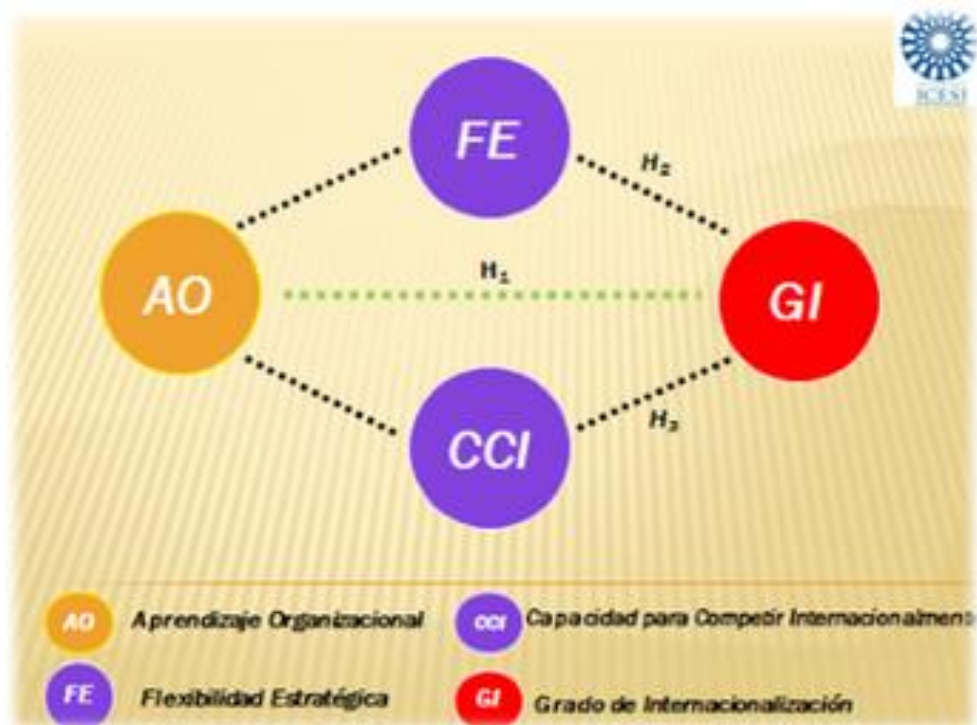 ICESI
FE
H₂
H₁
AO
GI
CCI
H₃
AO Aprendizaje Organizacional
CCI Capacidad para Competir Internacionalment
FE Flexibilidad Estratégica
GI Grado de Internacionalización